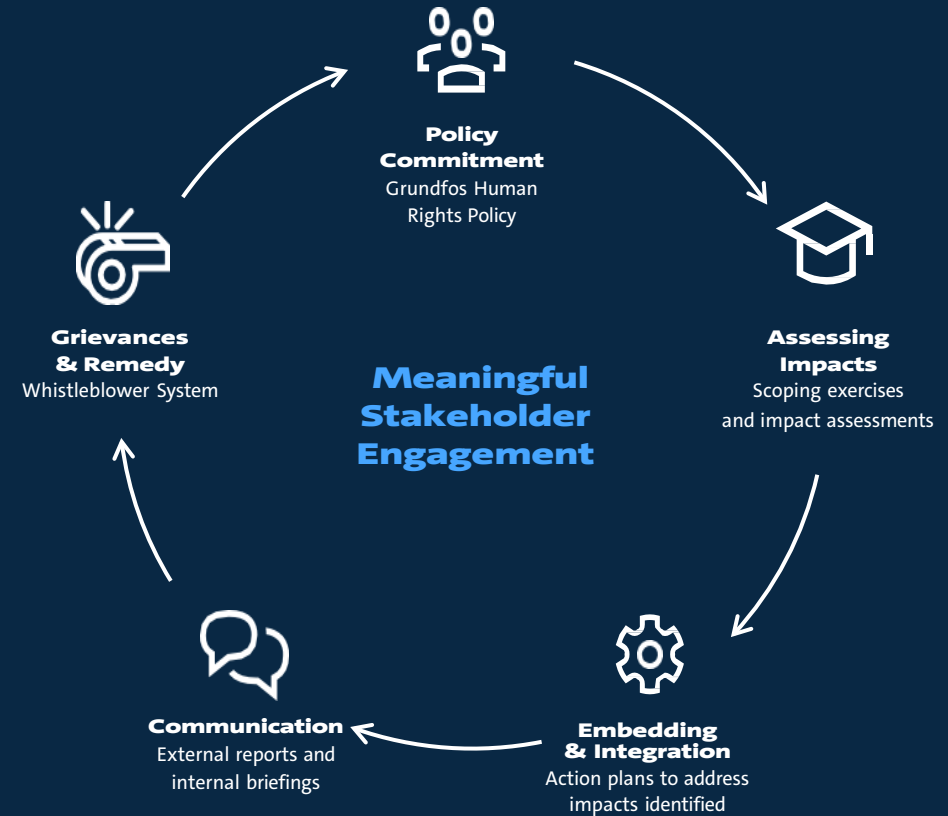 Policy
Commitment
Grundfos Human
Rights Policy
Assessing
Impacts
Scoping exercises
and impact assessments
Embedding
& Integration
Action plans to address
impacts identified
Communication
External reports and
internal briefings
Grievances
& Remedy
Whistleblower System
Meaningful
Stakeholder
Engagement